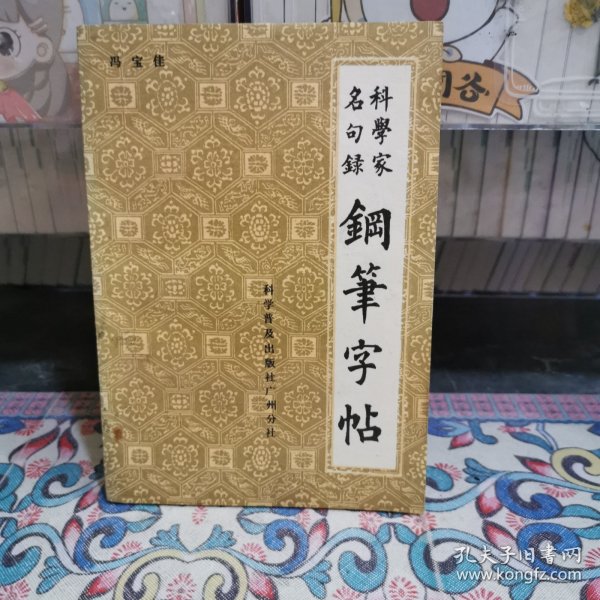 冯宝佳
科學家
名句録
鋼筆字帖
科学普及出版社广州分社
孔夫子旧书网
www.kongfz.com